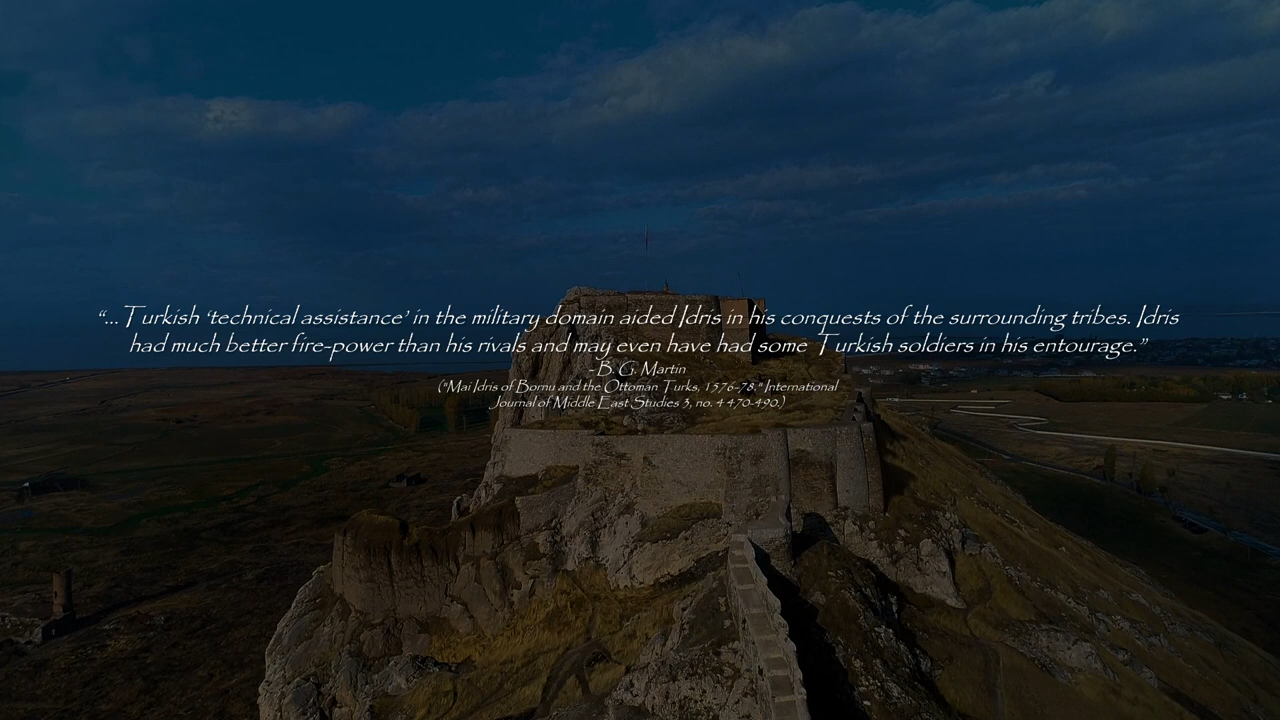 “... Turkish ‘technical assistance’ in the military domain aided Idris in his conquests of the surrounding tribes. Idris
had much better fire-power than his rivals and may even have had some Turkish soldiers in his entourage.”
- B. G. Martin
("Mai Idris of Bornu and the Ottoman Turks, 1576-78," International
Journal of Middle East Studies 3, no. 4 470-490.)